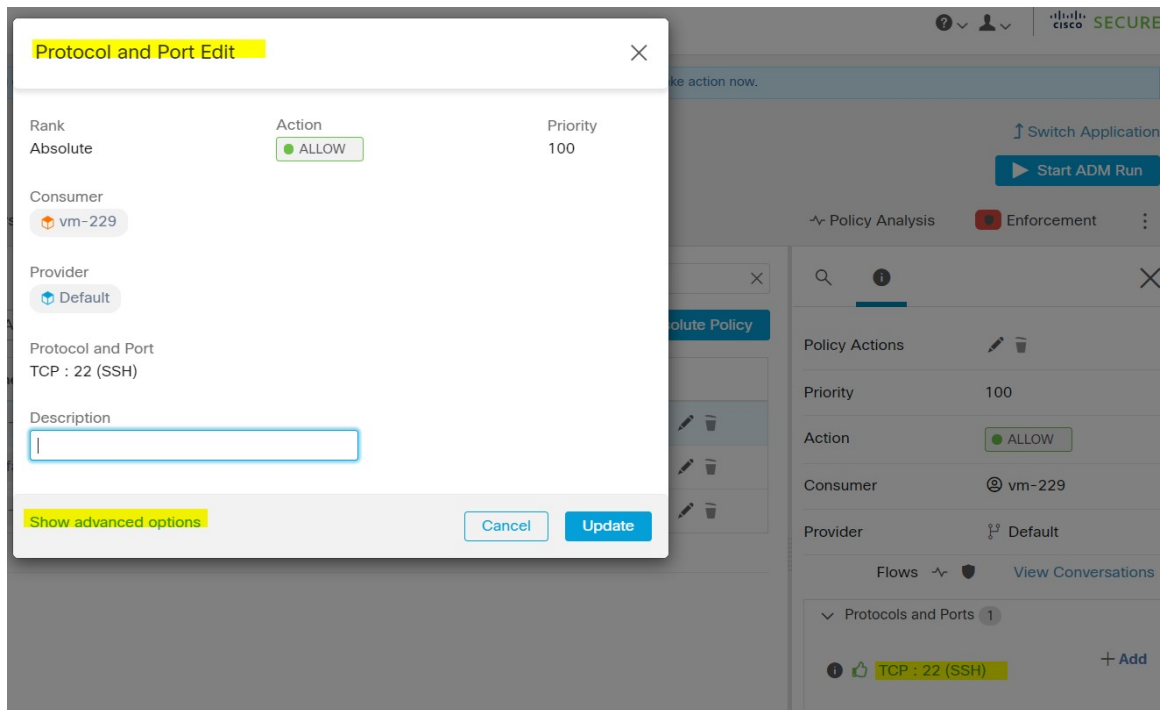 cisco SECURE
Protocol and Port Edit
ke action now.
Rank
Action
Priority
Absolute
ALLOW
100
Switch Application
Start ADM Run
Consumer
vm-229
Policy Analysis
Enforcement
Provider
Default
olute Policy
Protocol and Port
TCP : 22 (SSH)
Description
Show advanced options
Cancel
Update
Policy Actions
Priority
100
Action
ALLOW
Consumer
vm-229
Provider
Default
Flows
View Conversations
Protocols and Ports 1
TCP : 22 (SSH)
+ Add